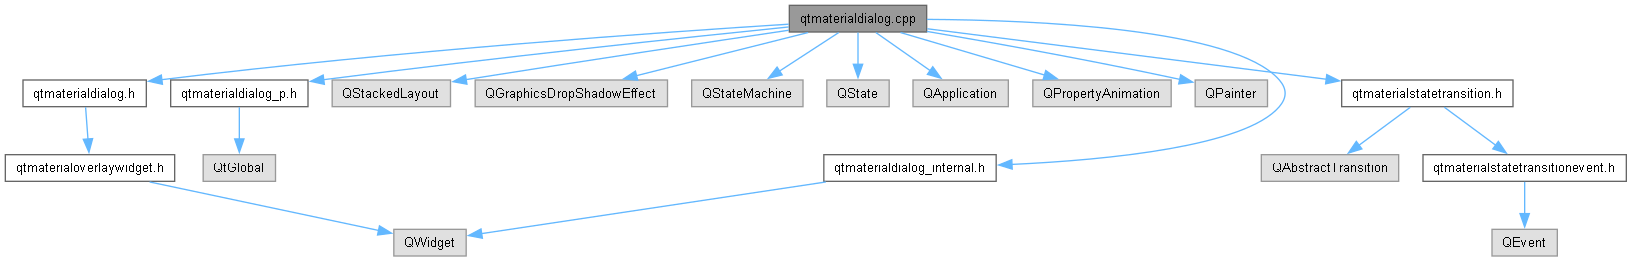 qtmaterialdialog.cpp
qtmaterialdialog.h
qtmaterialdialog_p.h
QStackedLayout
QGraphicsDropShadowEffect
QStateMachine
QState
QApplication
QPropertyAnimation
QPainter
qtmaterialstatetransition.h
qtmaterialoverlaywidget.h
QtGlobal
qtmaterialdialog_internal.h
QAbstractTransition
qtmaterialstatetransitionevent.h
QWidget
QEvent